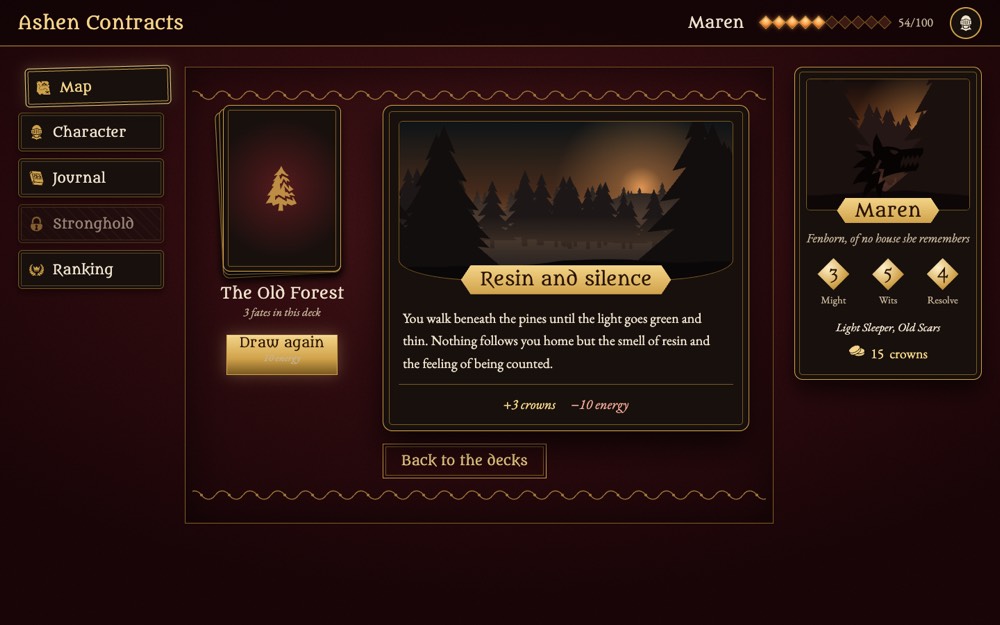 Ashen Contracts
Maren
54/100
Map
Character
Journal
Stronghold
Ranking
The Old Forest
3 fates in this deck
Draw again
10 energy
Resin and silence
You walk beneath the pines until the light goes green and
thin. Nothing follows you home but the smell of resin and
the feeling of being counted.
+3 crowns −10 energy
Back to the decks
Maren
Fenborn, of no house she remembers
3 5 4
Might Wits Resolve
Light Sleeper, Old Scars
15 crowns